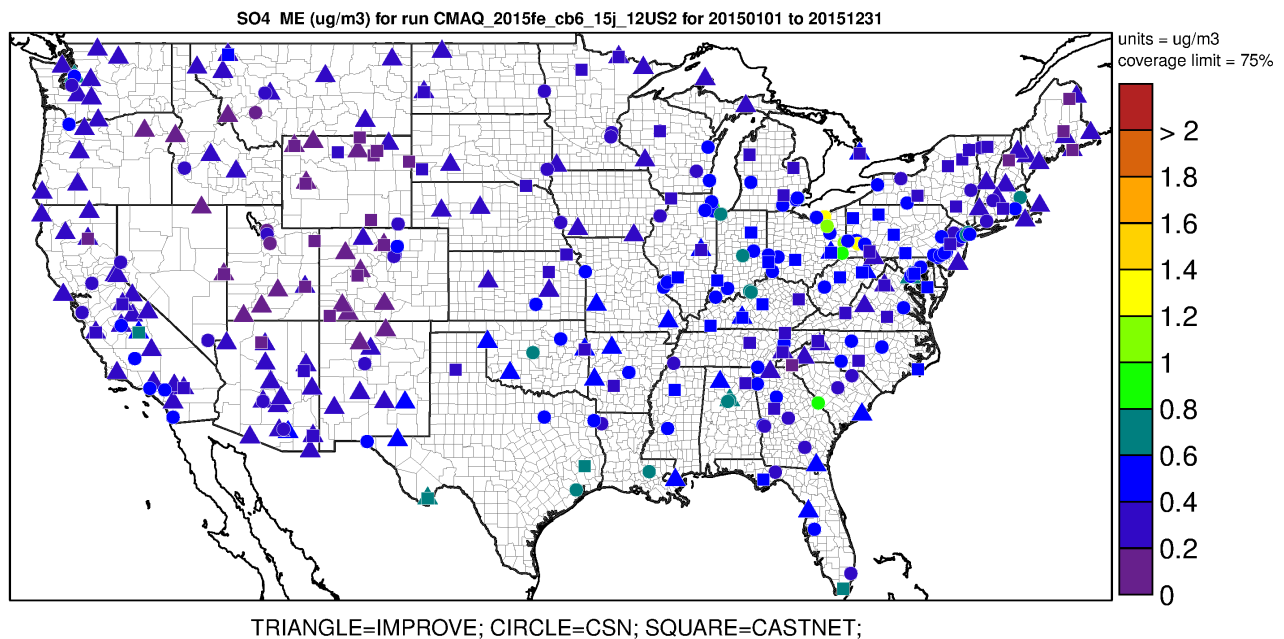 SO4 ME (ug/m3) for run CMAQ_2015fe_cb6_15j_12US2 for 20150101 to 20151231
units = ug/m3
coverage limit = 75%
> 2
1.8
1.6
1.4
1.2
1
0.8
0.6
0.4
0.2
0
TRIANGLE=IMPROVE; CIRCLE=CSN; SQUARE=CASTNET;